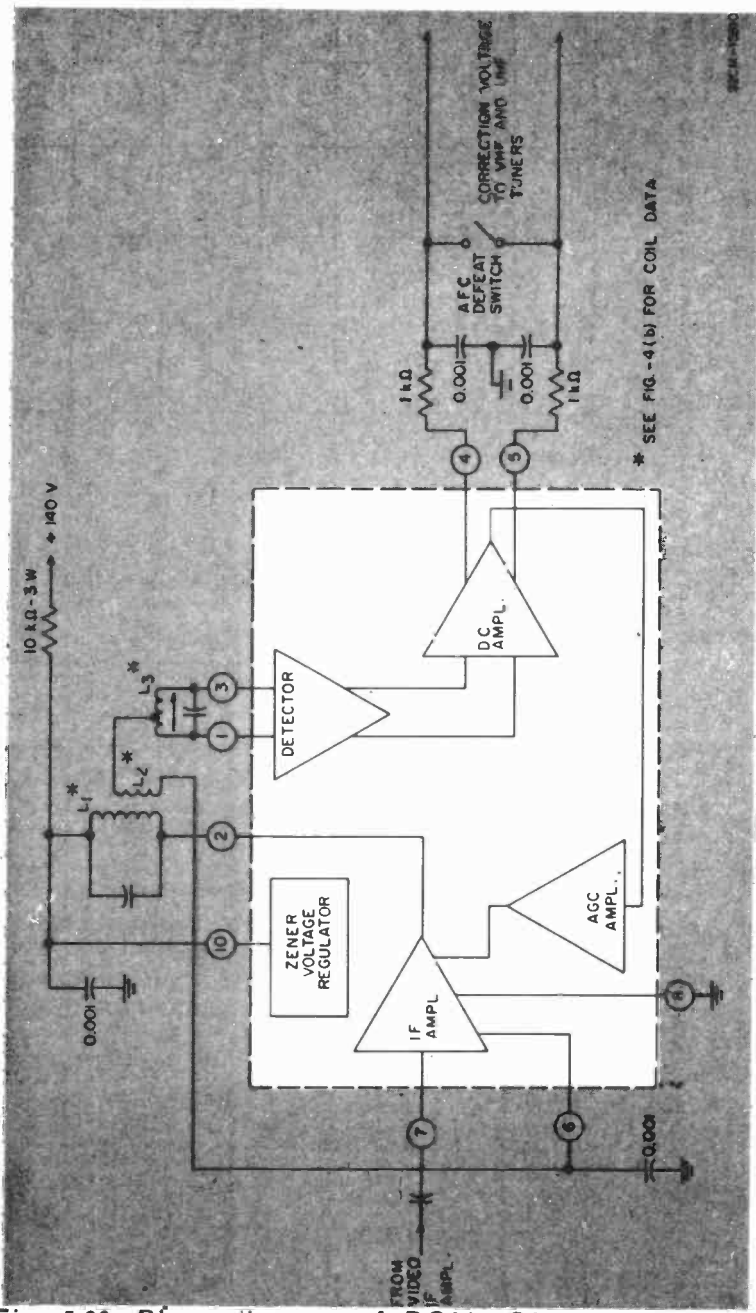 10 kΩ-3W
+140 V
0.001
L1*
L2*
L3*
10
2
1
3
ZENER
VOLTAGE
REGULATOR
DETECTOR
IF
AMPL
AGC
AMPL.
DC
AMPL.
FROM
VIDEO
IF
AMPL.
7
6
8
0.001
4
5
1 kΩ
0.001
0.001
1 kΩ
AFC
DEFEAT
SWITCH
CORRECTION VOLTAGE
TO VHF AND UHF
TUNERS
* SEE FIG.-4(b) FOR COIL DATA